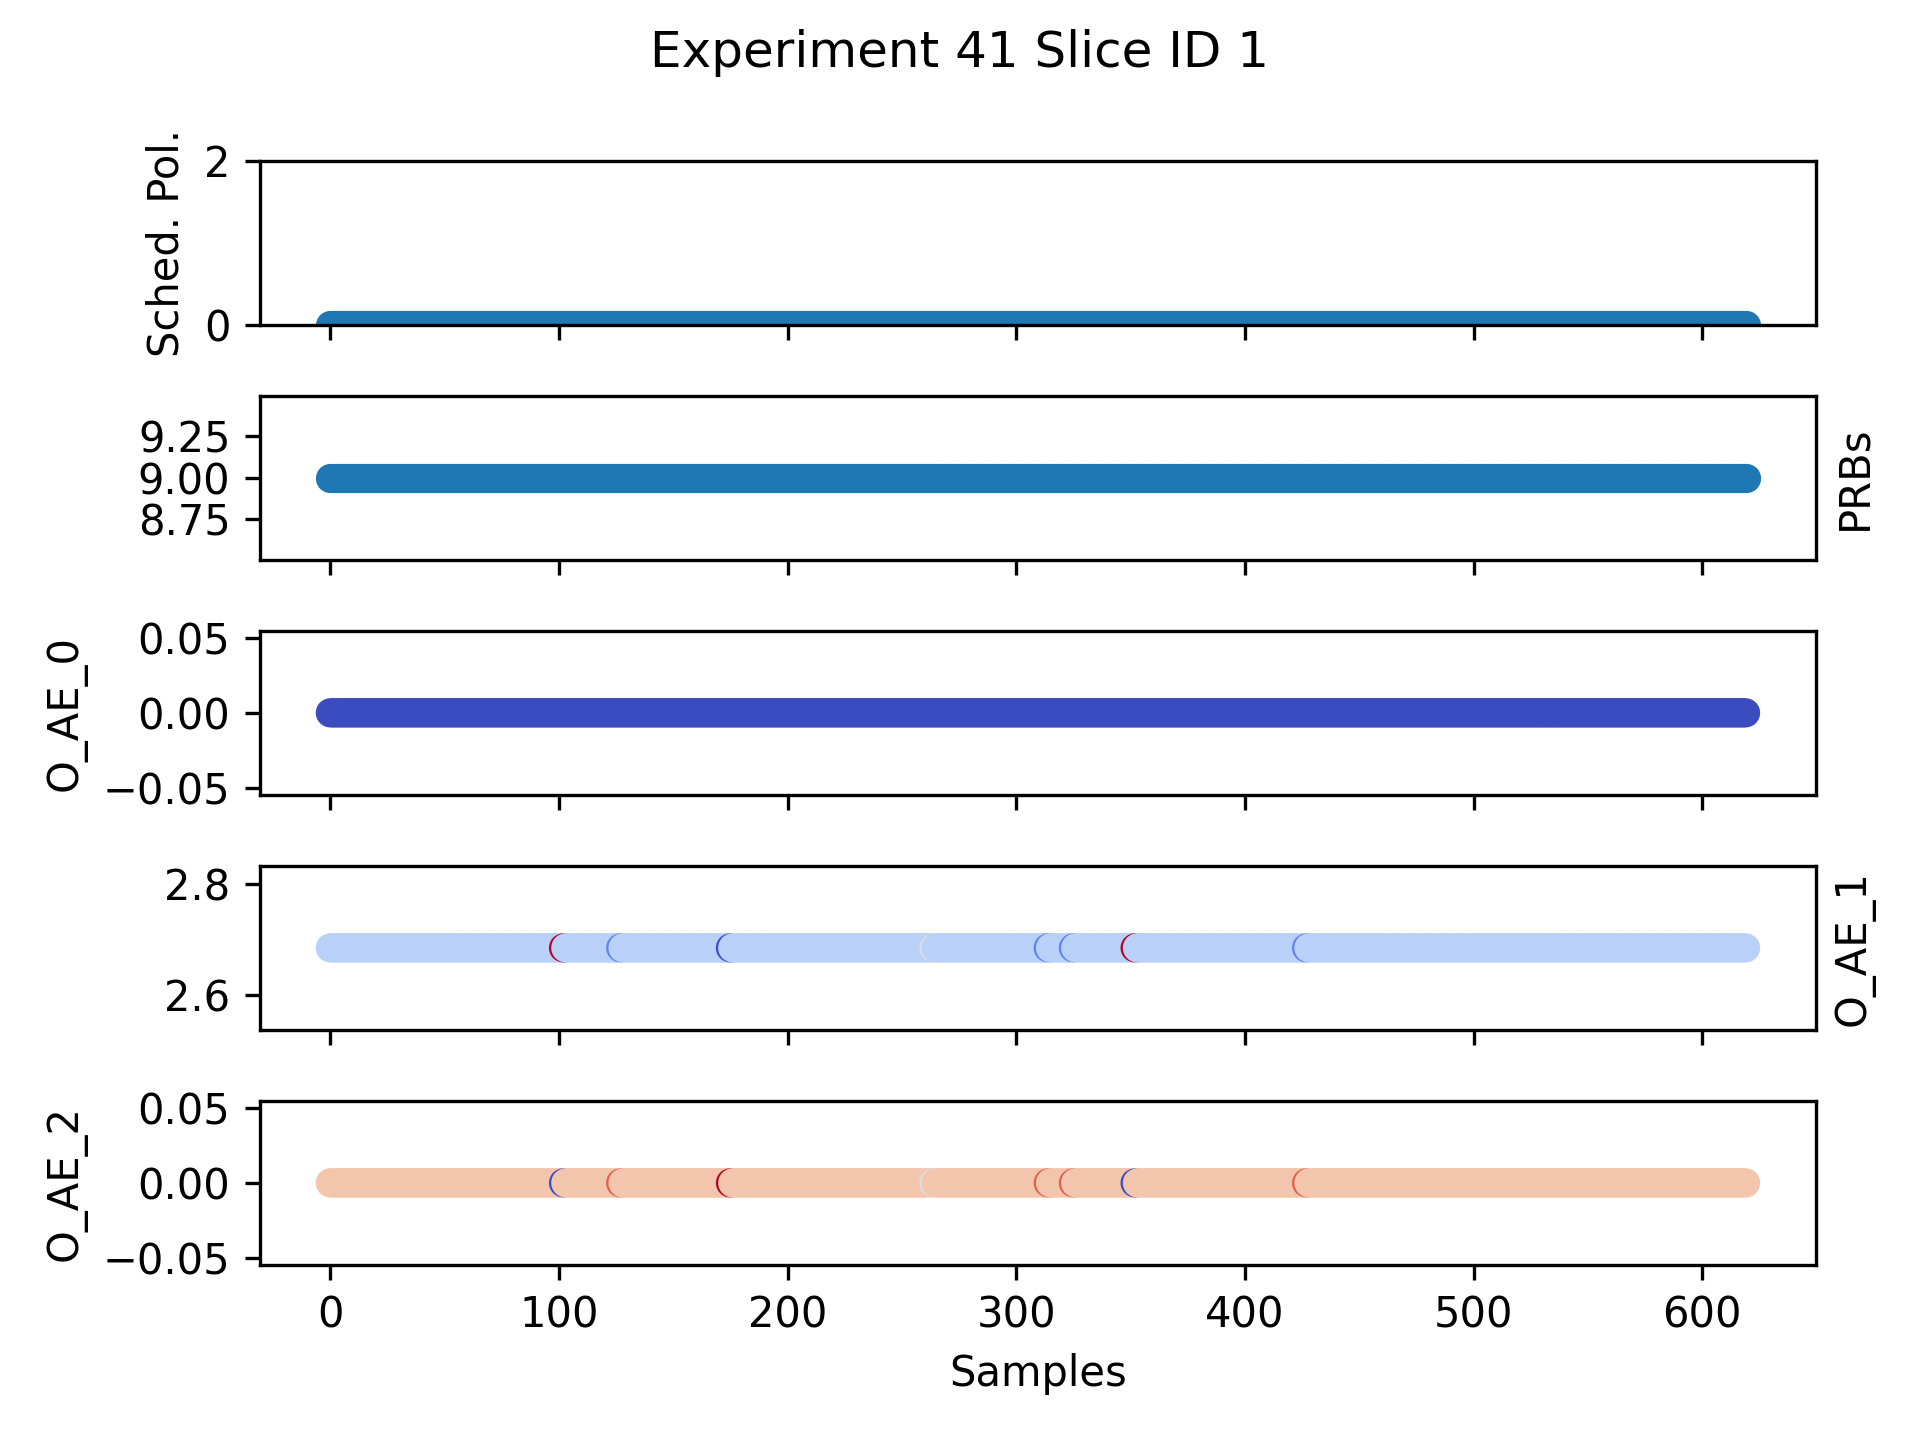 Experiment 41 Slice ID 1
Sched. Pol.
2
0
9.25
9.00
8.75
PRBs
O_AE_0
0.05
0.00
−0.05
2.8
2.6
O_AE_1
O_AE_2
0.05
0.00
−0.05
0 100 200 300 400 500 600
Samples